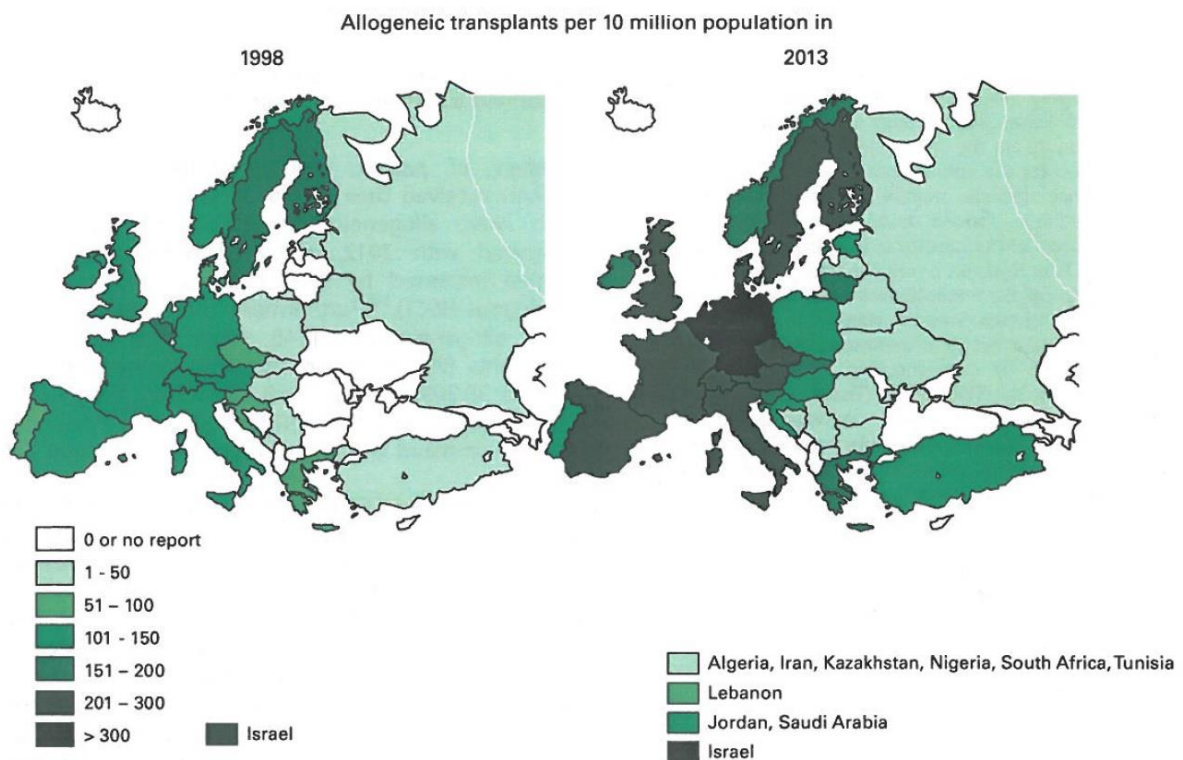 Allogeneic transplants per 10 million population in
1998
2013
0 or no report
1 - 50
51 – 100
101 - 150
151 – 200
201 – 300
> 300
Israel
Algeria, Iran, Kazakhstan, Nigeria, South Africa, Tunisia
Lebanon
Jordan, Saudi Arabia
Israel